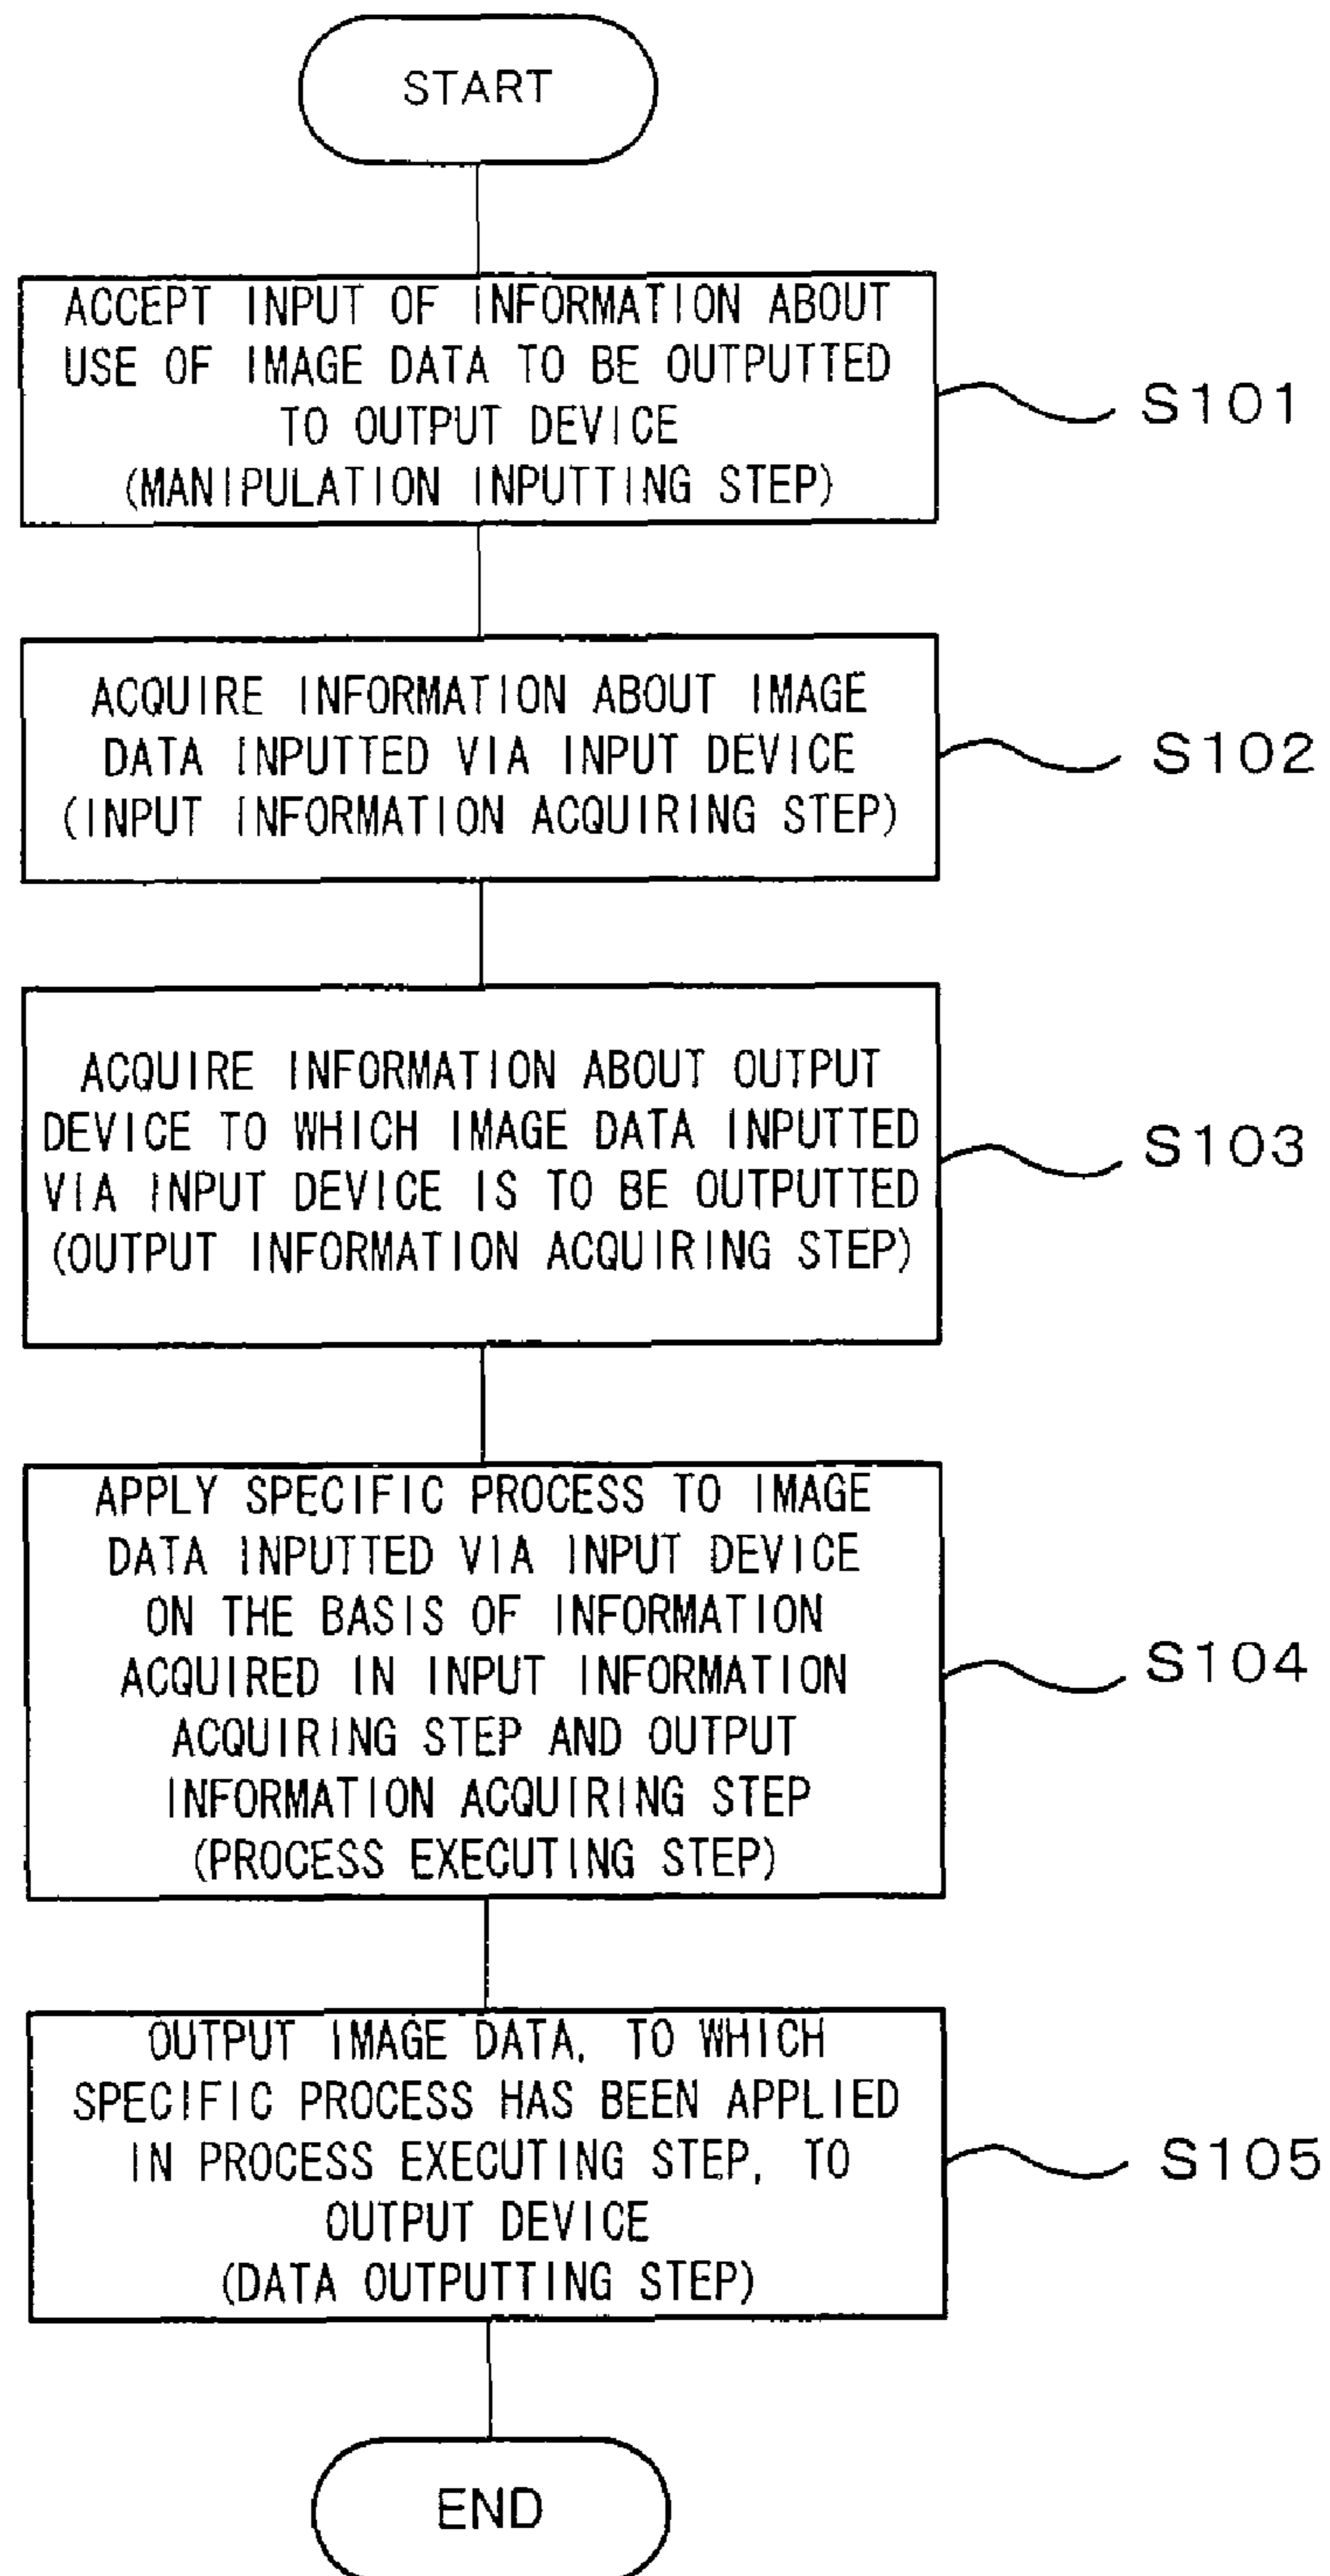 START
ACCEPT INPUT OF INFORMATION ABOUT
USE OF IMAGE DATA TO BE OUTPUTTED
TO OUTPUT DEVICE
(MANIPULATION INPUTTING STEP)
S101
ACQUIRE INFORMATION ABOUT IMAGE
DATA INPUTTED VIA INPUT DEVICE
(INPUT INFORMATION ACQUIRING STEP)
S102
ACQUIRE INFORMATION ABOUT OUTPUT
DEVICE TO WHICH IMAGE DATA INPUTTED
VIA INPUT DEVICE IS TO BE OUTPUTTED
(OUTPUT INFORMATION ACQUIRING STEP)
S103
APPLY SPECIFIC PROCESS TO IMAGE
DATA INPUTTED VIA INPUT DEVICE
ON THE BASIS OF INFORMATION
ACQUIRED IN INPUT INFORMATION
ACQUIRING STEP AND OUTPUT
INFORMATION ACQUIRING STEP
(PROCESS EXECUTING STEP)
S104
OUTPUT IMAGE DATA, TO WHICH
SPECIFIC PROCESS HAS BEEN APPLIED
IN PROCESS EXECUTING STEP, TO
OUTPUT DEVICE
(DATA OUTPUTTING STEP)
S105
END